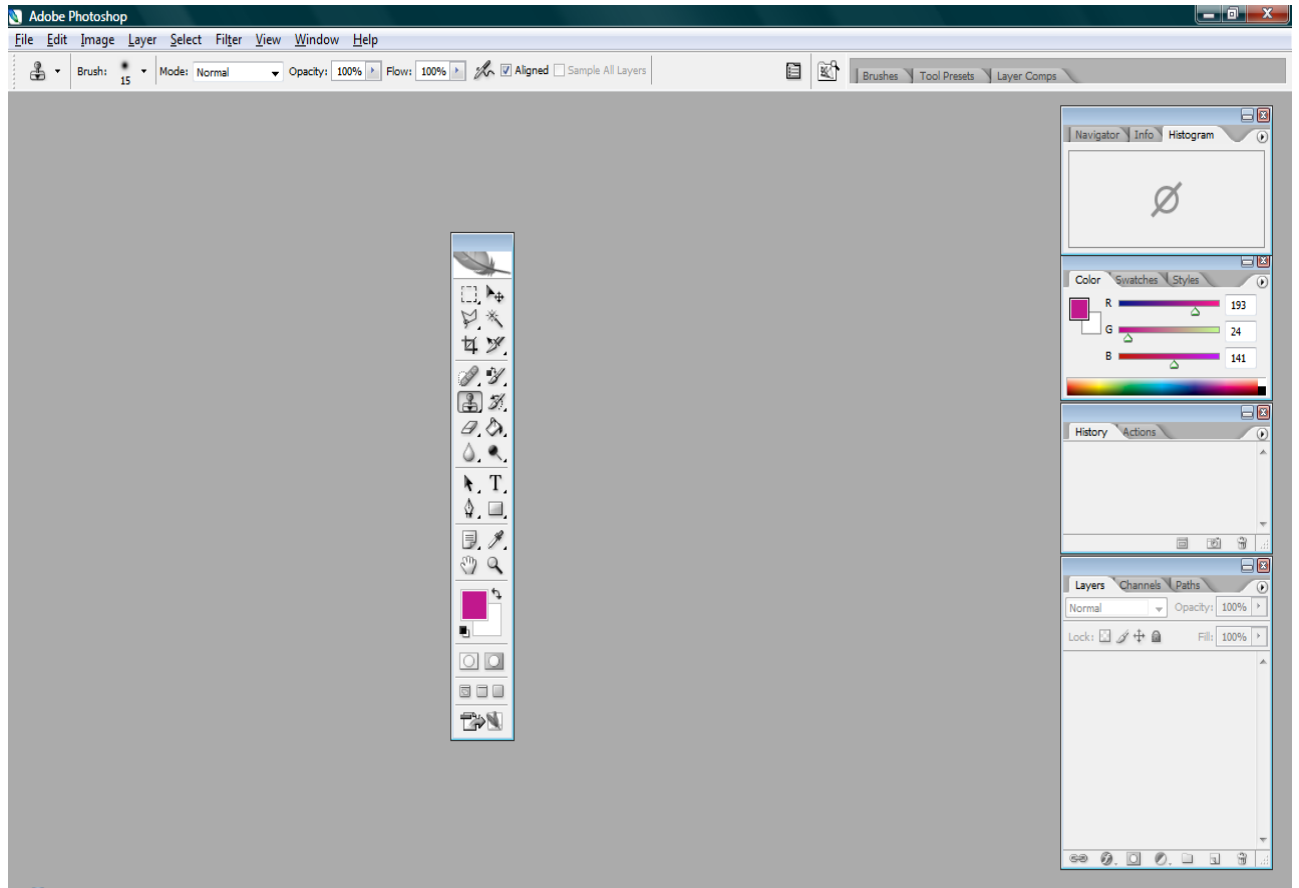 Adobe Photoshop
File Edit Image Layer Select Filter View Window Help
Brush: 15 Mode: Normal Opacity: 100% Flow: 100% Aligned Sample All Layers Brushes Tool Presets Layer Comps
Navigator Info Histogram
Color Swatches Styles
R 193
G 24
B 141
History Actions
T
Layers Channels Paths
Normal Opacity: 100%
Lock: Fill: 100%